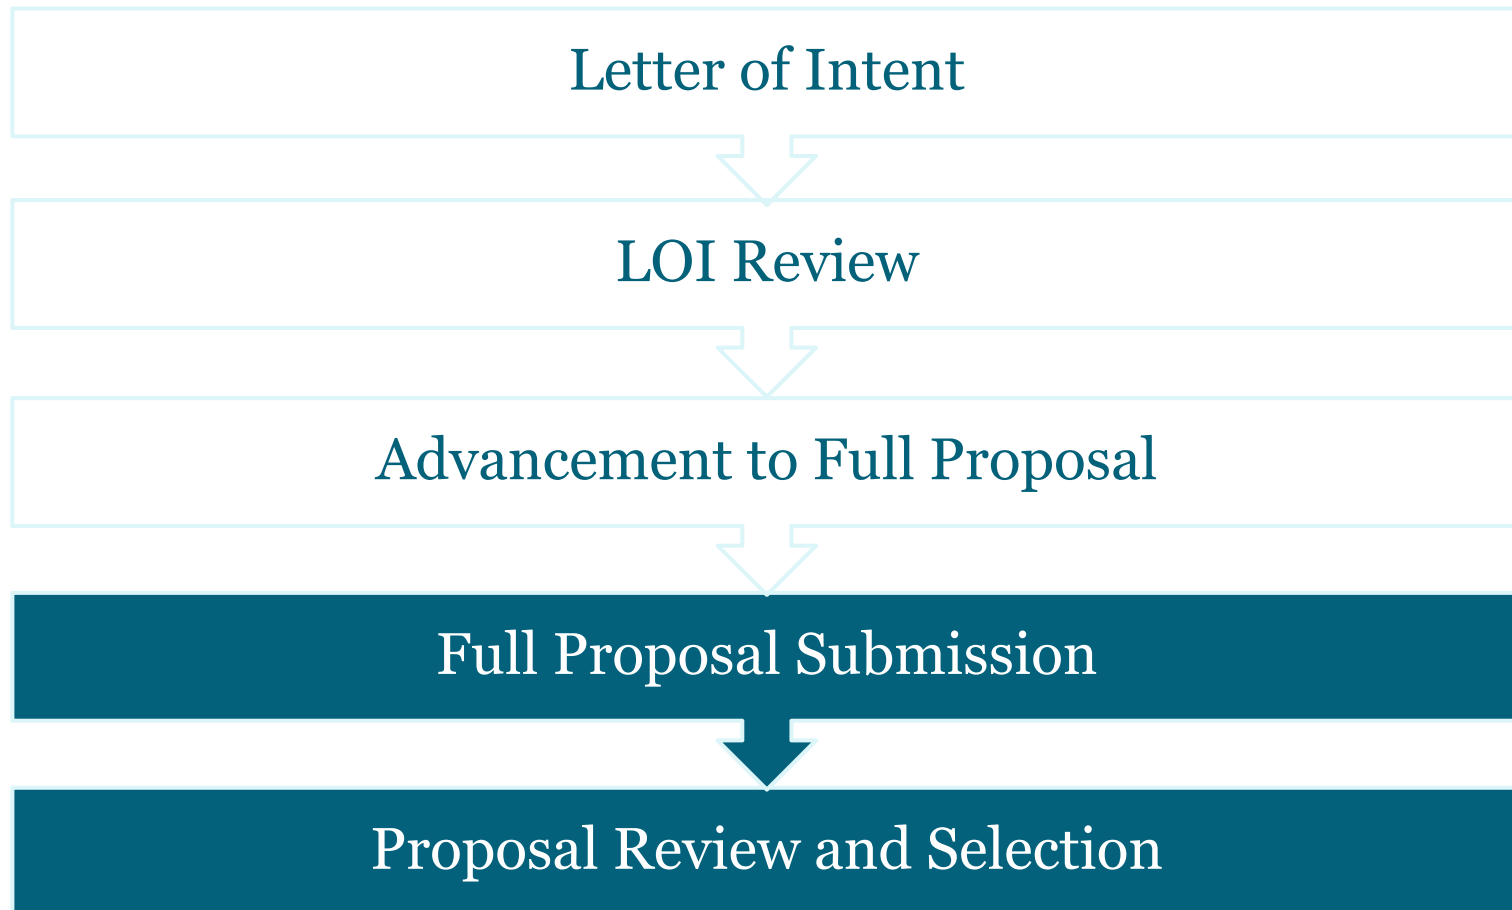 Letter of Intent
LOI Review
Advancement to Full Proposal
Full Proposal Submission
Proposal Review and Selection